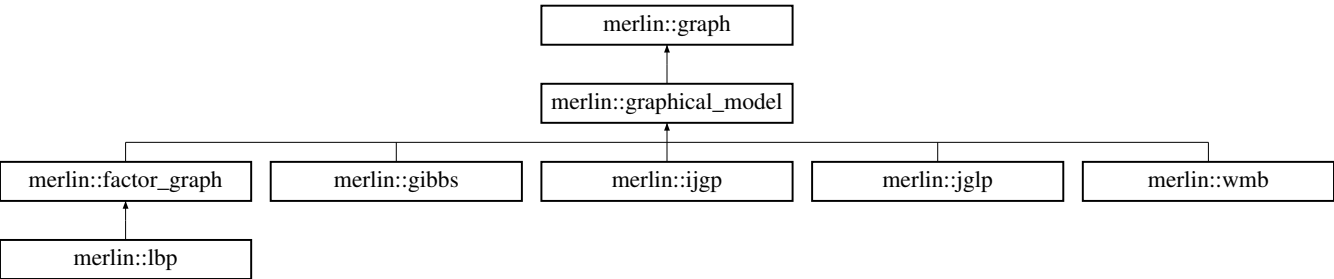 merlin::graph
merlin::graphical_model
merlin::factor_graph
merlin::gibbs
merlin::ijgp
merlin::jglp
merlin::wmb
merlin::lbp